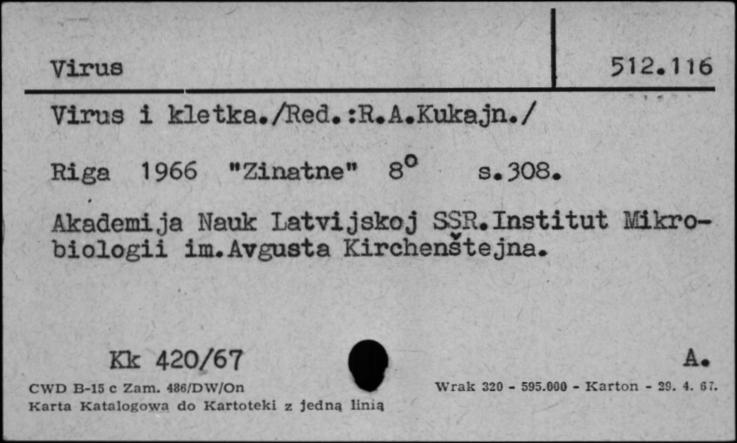 Virus 512.116
Virus i kletka./Red.:R.A.Kukajn./
Riga 1966 "Zinatne" 8° s.308.
Akademija Nauk Latvijskoj SSR.Institut Mikro-
biologii im.Avgusta Kirchenštejna.
Kk 420/67 A.
CWD B-15 c Zam. 486/DW/On Wrak 320 - 595.000 - Karton - 29. 4. 67.
Karta Katalogowa do Kartoteki z jedną linią